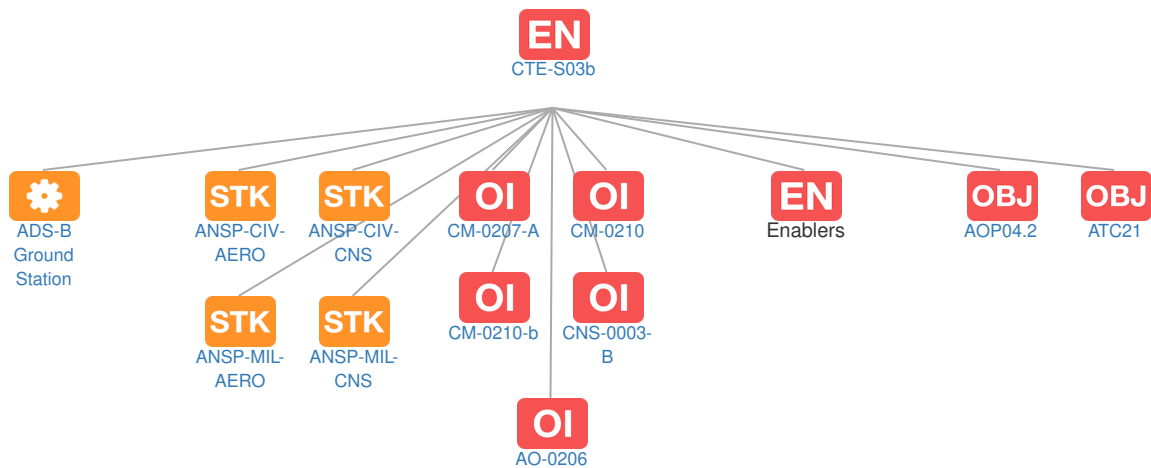 EN
CTE-S03b
STK
STK
OI
OI
EN
OBJ
OBJ
ADS-B
Ground
Station
ANSP-CIV-
AERO
ANSP-CIV-
CNS
CM-0207-A
CM-0210
Enablers
AOP04.2
ATC21
STK
STK
OI
OI
ANSP-MIL-
AERO
ANSP-MIL-
CNS
CM-0210-b
CNS-0003-
B
OI
AO-0206